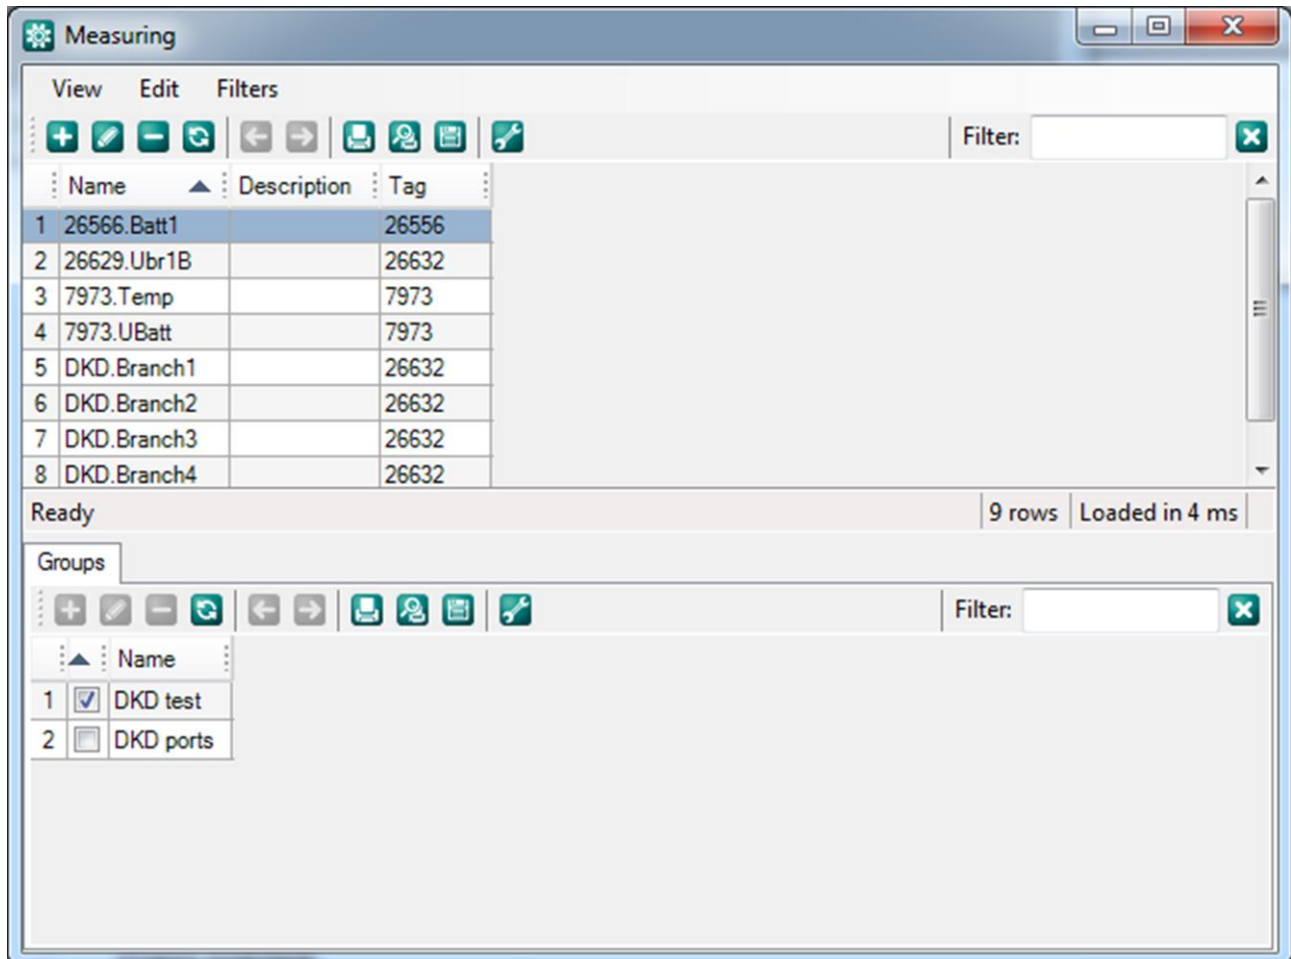 Measuring
View Edit Filters
Filter:
Name Description Tag
1 26566.Batt1 26556
2 26629.Ubr1B 26632
3 7973.Temp 7973
4 7973.UBatt 7973
5 DKD.Branch1 26632
6 DKD.Branch2 26632
7 DKD.Branch3 26632
8 DKD.Branch4 26632
Ready 9 rows Loaded in 4 ms
Groups
Filter:
Name
1 DKD test
2 DKD ports